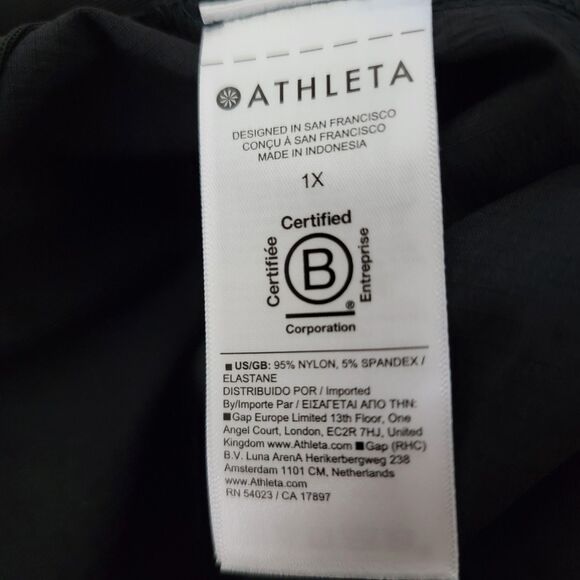 ATHLETA
DESIGNED IN SAN FRANCISCO
CONÇU À SAN FRANCISCO
MADE IN INDONESIA
1X
Certified
Certifiée
B
Entreprise
®
Corporation
US/GB: 95% NYLON, 5% SPANDEX /
ELASTANE
DISTRIBUIDO POR / Imported
By/Importe Par / ΕΙΣΑΓΕΤΑΙ ΑΠΟ ΤΗΝ:
Gap Europe Limited 13th Floor, One
Angel Court, London, EC2R 7HJ, United
Kingdom www.Athleta.com Gap (RHC)
B.V. Luna ArenA Herikerbergweg 238
Amsterdam 1101 CM, Netherlands
www.Athleta.com
RN 54023 / CA 17897